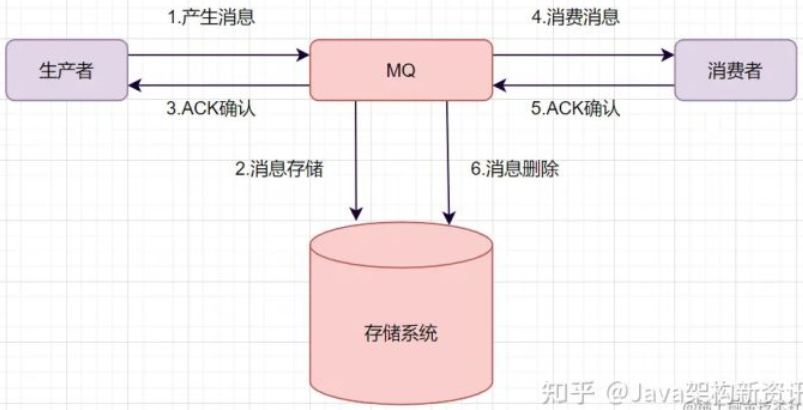 1.产生消息
4.消费消息
生产者
MQ
消费者
3.ACK确认
5.ACK确认
2.消息存储
6.消息删除
存储系统
知乎 @Java架构新资讯